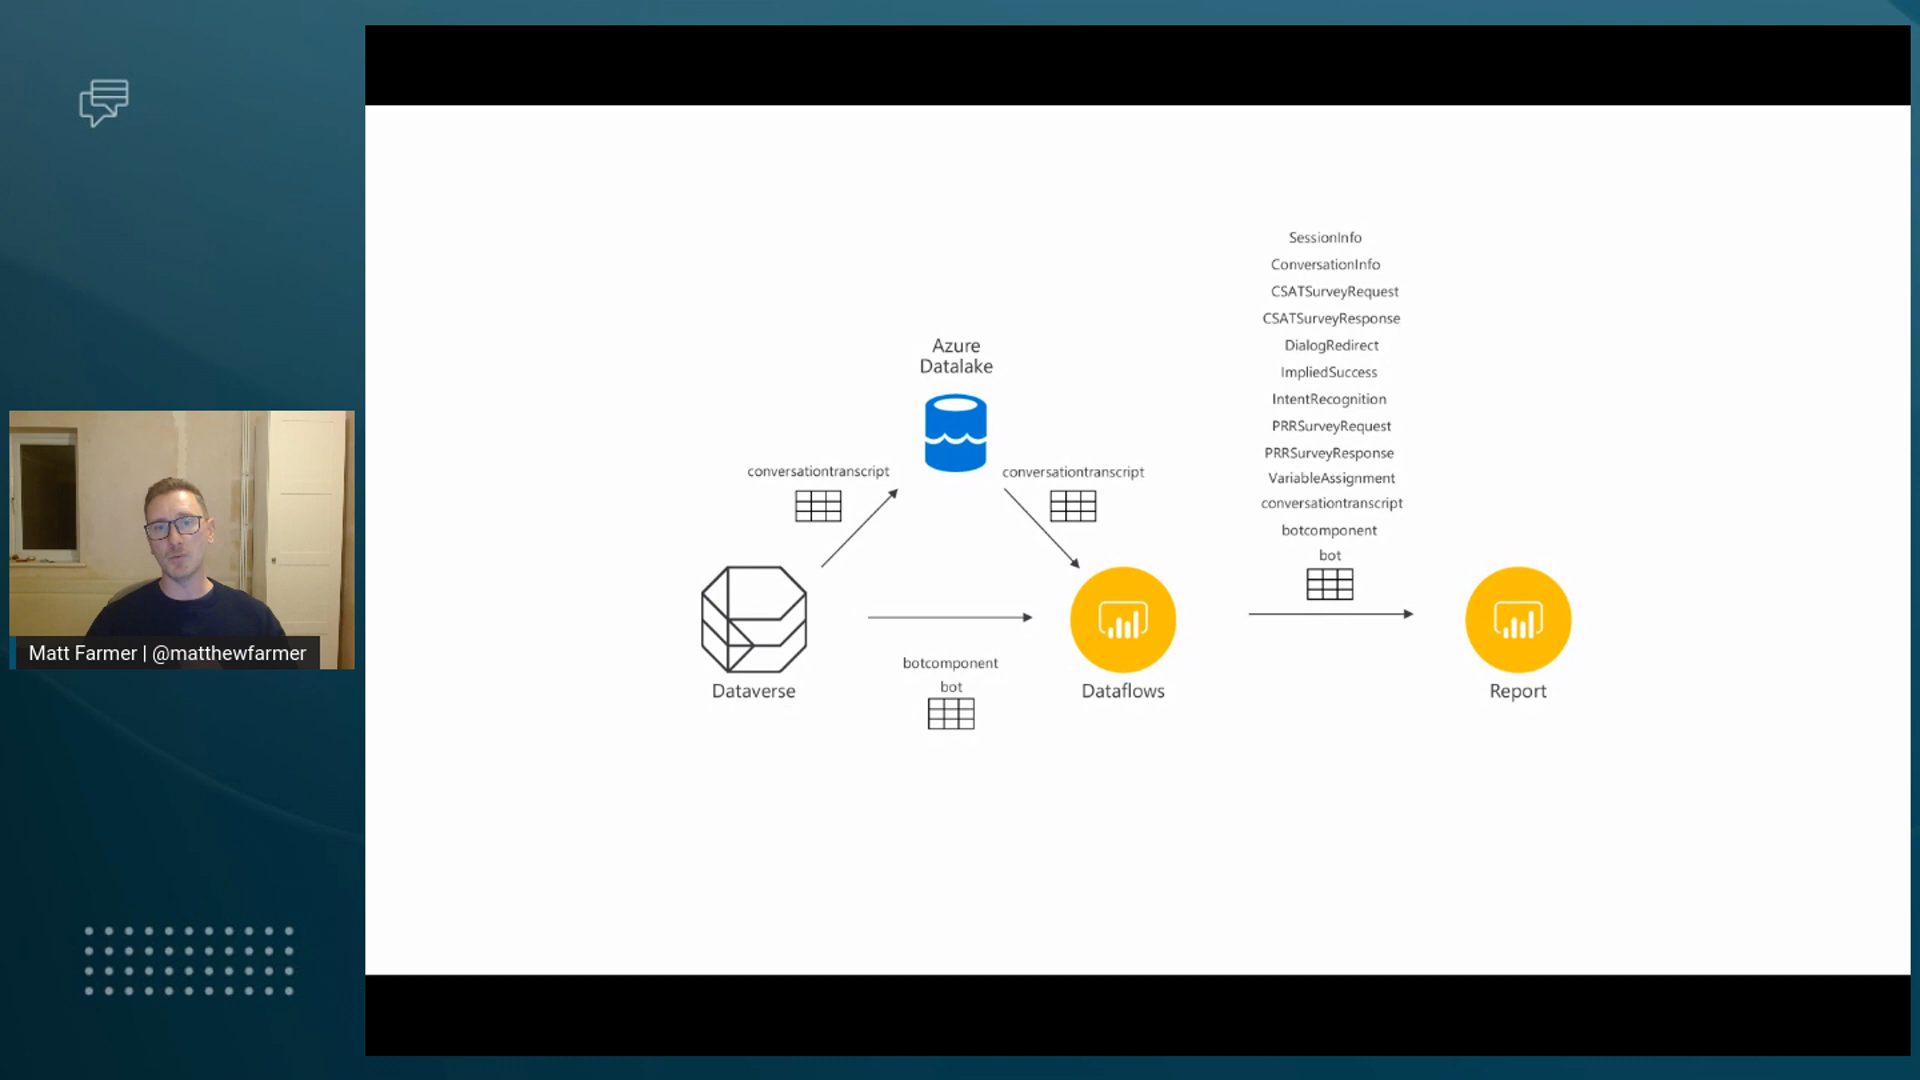 Matt Farmer | @matthewfarmer
Azure
Datalake
conversationtranscript
conversationtranscript
Dataverse
botcomponent
bot
Dataflows
SessionInfo
ConversationInfo
CSATSurveyRequest
CSATSurveyResponse
DialogRedirect
ImpliedSuccess
IntentRecognition
PRRSurveyRequest
PRRSurveyResponse
VariableAssignment
conversationtranscript
botcomponent
bot
Report